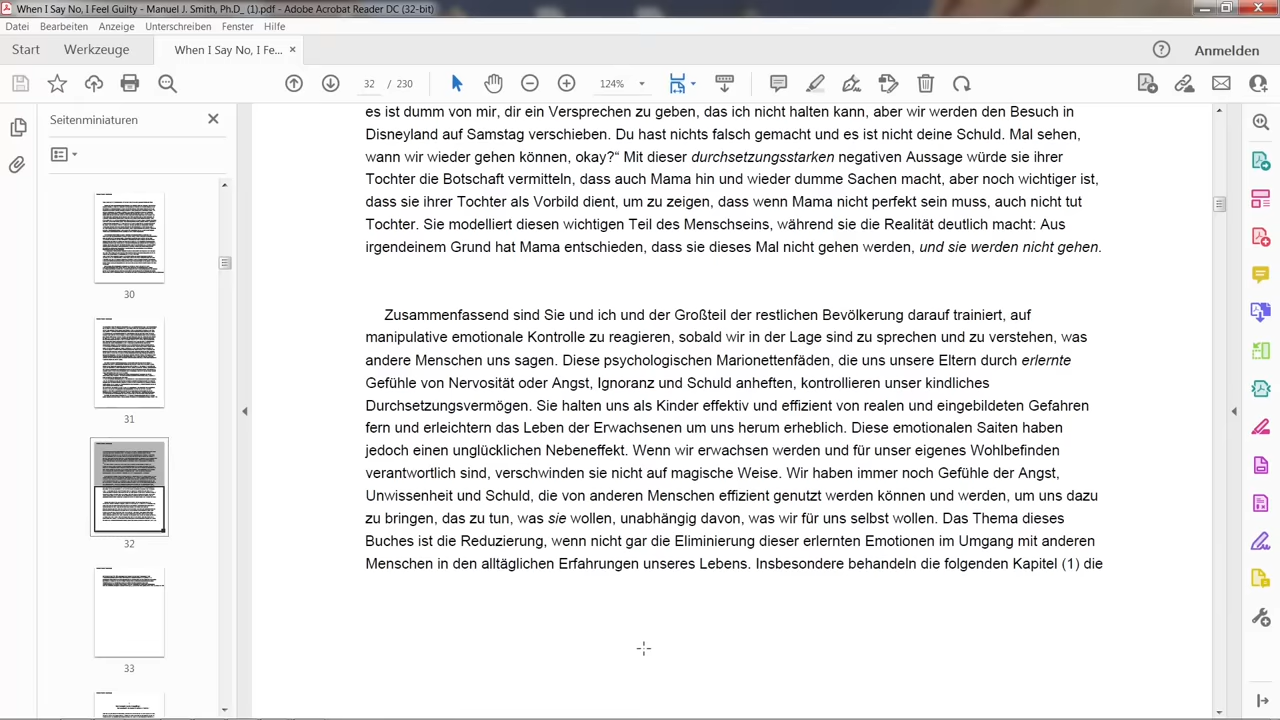 When I Say No, I Feel Guilty - Manuel J. Smith, Ph.D_ (1).pdf - Adobe Acrobat Reader DC (32-bit)
Datei Bearbeiten Anzeige Unterschreiben Fenster Hilfe
Start Werkzeuge When I Say No, I Fe... Anmelden
32 / 230 124%
Seitenminiaturen
30
31
32
33
es ist dumm von mir, dir ein Versprechen zu geben, das ich nicht halten kann, aber wir werden den Besuch in
Disneyland auf Samstag verschieben. Du hast nichts falsch gemacht und es ist nicht deine Schuld. Mal sehen,
wann wir wieder gehen können, okay?“ Mit dieser durchsetzungsstarken negativen Aussage würde sie ihrer
Tochter die Botschaft vermitteln, dass auch Mama hin und wieder dumme Sachen macht, aber noch wichtiger ist,
dass sie ihrer Tochter als Vorbild dient, um zu zeigen, dass wenn Mama nicht perfekt sein muss, auch nicht tut
Tochter. Sie modelliert diesen wichtigen Teil des Menschseins, während sie die Realität deutlich macht: Aus
irgendeinem Grund hat Mama entschieden, dass sie dieses Mal nicht gehen werden, und sie werden nicht gehen.
Zusammenfassend sind Sie und ich und der Großteil der restlichen Bevölkerung darauf trainiert, auf
manipulative emotionale Kontrolle zu reagieren, sobald wir in der Lage sind zu sprechen und zu verstehen, was
andere Menschen uns sagen. Diese psychologischen Marionettenfäden, die uns unsere Eltern durch erlernte
Gefühle von Nervosität oder Angst, Ignoranz und Schuld anheften, kontrollieren unser kindliches
Durchsetzungsvermögen. Sie halten uns als Kinder effektiv und effizient von realen und eingebildeten Gefahren
fern und erleichtern das Leben der Erwachsenen um uns herum erheblich. Diese emotionalen Saiten haben
jedoch einen unglücklichen Nebeneffekt. Wenn wir erwachsen werden und für unser eigenes Wohlbefinden
verantwortlich sind, verschwinden sie nicht auf magische Weise. Wir haben immer noch Gefühle der Angst,
Unwissenheit und Schuld, die von anderen Menschen effizient genutzt werden können und werden, um uns dazu
zu bringen, das zu tun, was sie wollen, unabhängig davon, was wir für uns selbst wollen. Das Thema dieses
Buches ist die Reduzierung, wenn nicht gar die Eliminierung dieser erlernten Emotionen im Umgang mit anderen
Menschen in den alltäglichen Erfahrungen unseres Lebens. Insbesondere behandeln die folgenden Kapitel (1) die